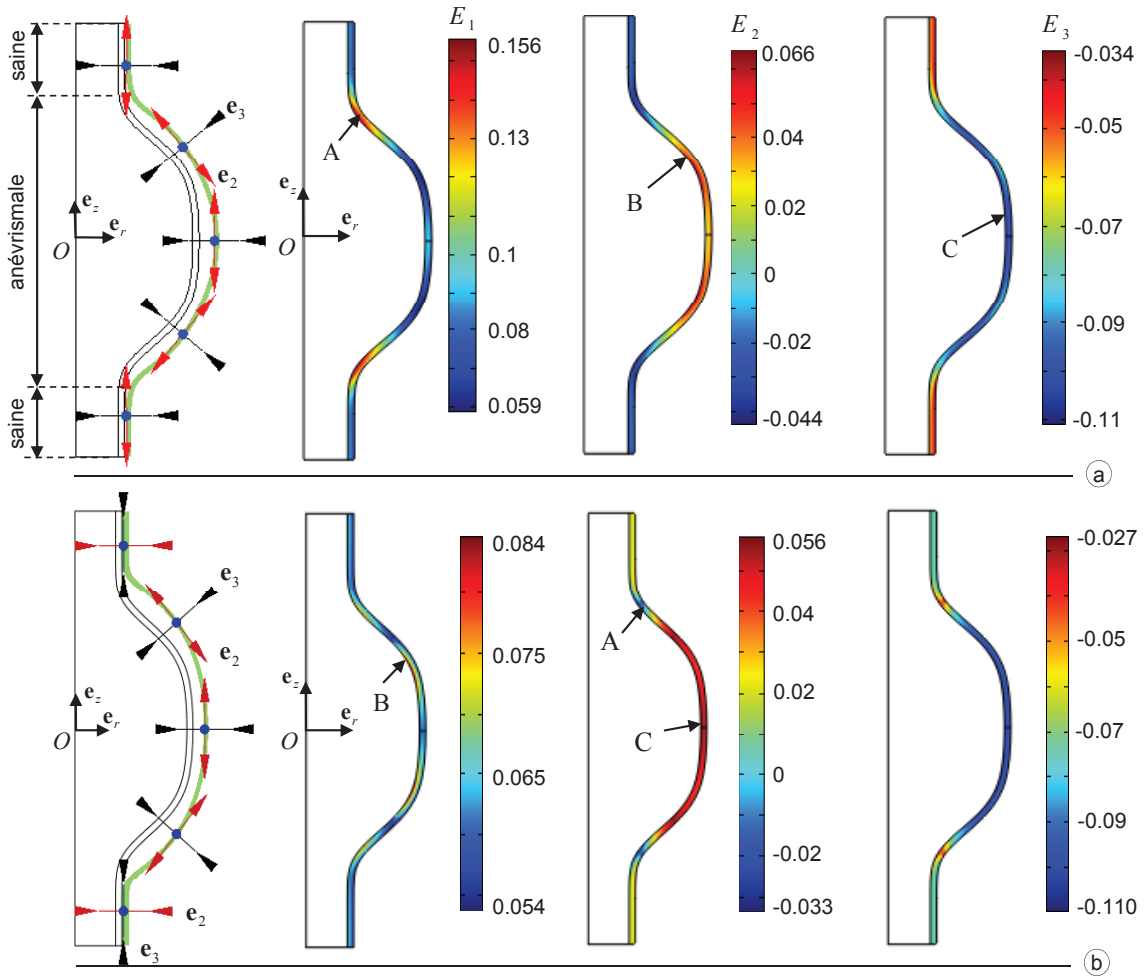 E1
E2
E3
saine
anévrismale
saine
e3
e2
ez
er
O
A
ez
er
O
0.156
0.13
0.1
0.08
0.059
B
0.066
0.04
0.02
0
-0.02
-0.044
C
-0.034
-0.05
-0.07
-0.09
-0.11
a
e3
e2
ez
er
O
e2
e3
B
ez
er
O
0.084
0.075
0.065
0.054
A
C
0.056
0.04
0.02
0
-0.02
-0.033
-0.027
-0.05
-0.07
-0.09
-0.110
b